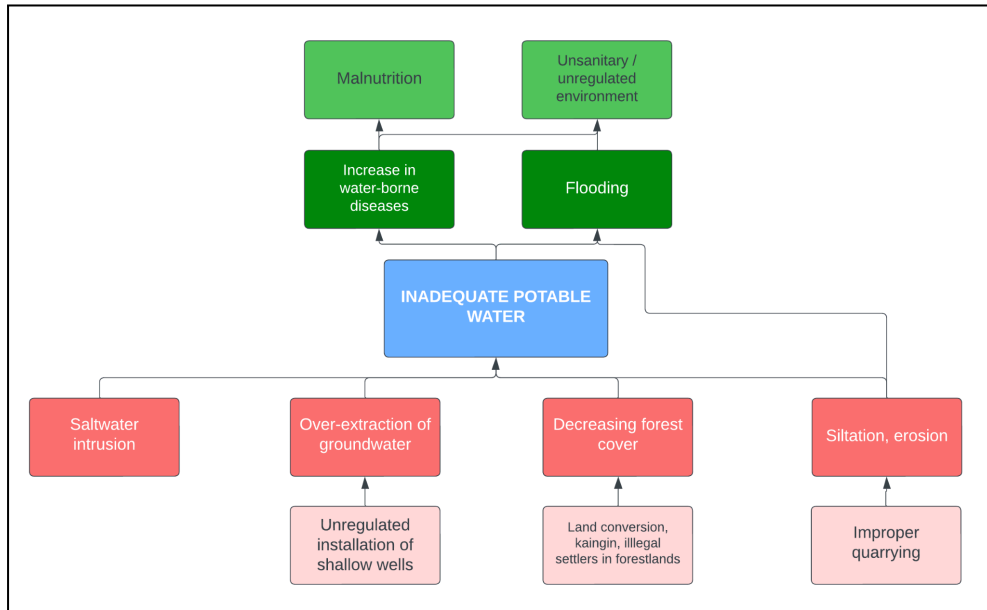 Malnutrition
Unsanitary /
unregulated
environment
Increase in
water-borne
diseases
Flooding
INADEQUATE POTABLE
WATER
Saltwater
intrusion
Over-extraction of
groundwater
Decreasing forest
cover
Siltation, erosion
Unregulated
installation of
shallow wells
Land conversion,
kaingin, illlegal
settlers in forestlands
Improper
quarrying